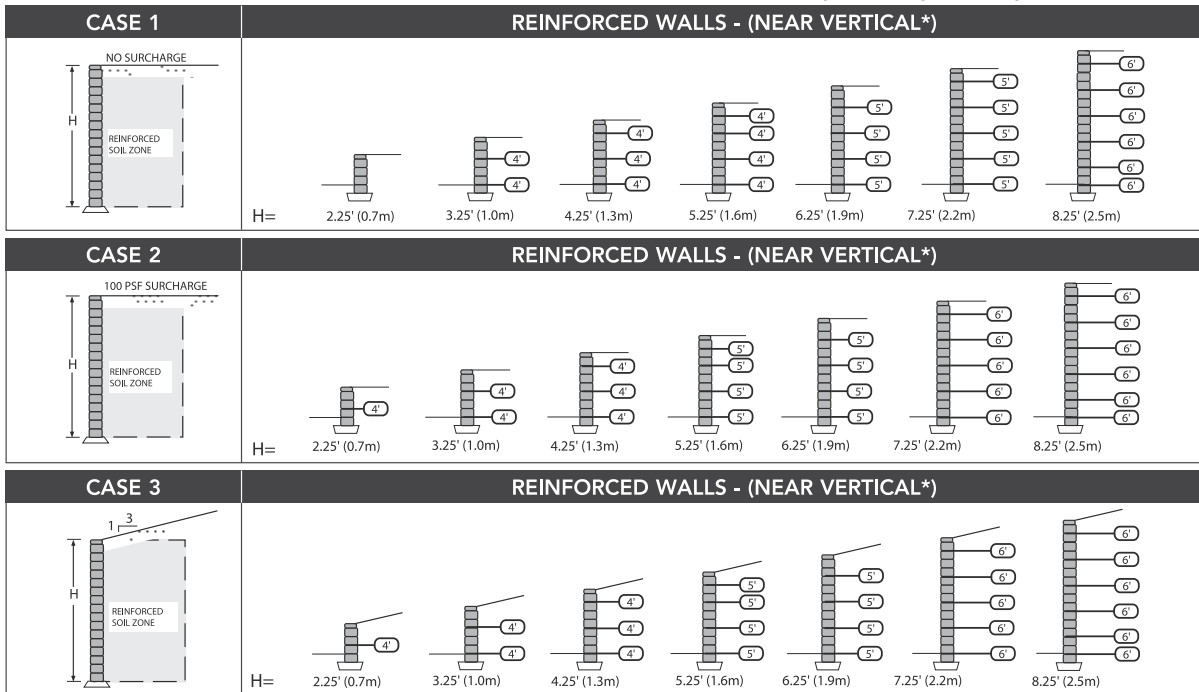 CASE 1
REINFORCED WALLS - (NEAR VERTICAL*)
NO SURCHARGE
H
REINFORCED
SOIL ZONE
4'
4'
4'
4'
4'
4'
4'
4'
4'
5'
5'
5'
5'
5'
5'
5'
5'
5'
6'
6'
6'
6'
6'
6'
H=
2.25' (0.7m)
3.25' (1.0m)
4.25' (1.3m)
5.25' (1.6m)
6.25' (1.9m)
7.25' (2.2m)
8.25' (2.5m)
CASE 2
REINFORCED WALLS - (NEAR VERTICAL*)
100 PSF SURCHARGE
H
REINFORCED
SOIL ZONE
4'
4'
4'
4'
4'
4'
5'
5'
5'
5'
5'
5'
5'
5'
6'
6'
6'
6'
6'
6'
6'
6'
6'
6'
6'
H=
2.25' (0.7m)
3.25' (1.0m)
4.25' (1.3m)
5.25' (1.6m)
6.25' (1.9m)
7.25' (2.2m)
8.25' (2.5m)
CASE 3
REINFORCED WALLS - (NEAR VERTICAL*)
1
3
H
REINFORCED
SOIL ZONE
4'
4'
4'
4'
4'
4'
5'
5'
5'
5'
5'
5'
5'
5'
6'
6'
6'
6'
6'
6'
6'
6'
6'
6'
6'
H=
2.25' (0.7m)
3.25' (1.0m)
4.25' (1.3m)
5.25' (1.6m)
6.25' (1.9m)
7.25' (2.2m)
8.25' (2.5m)